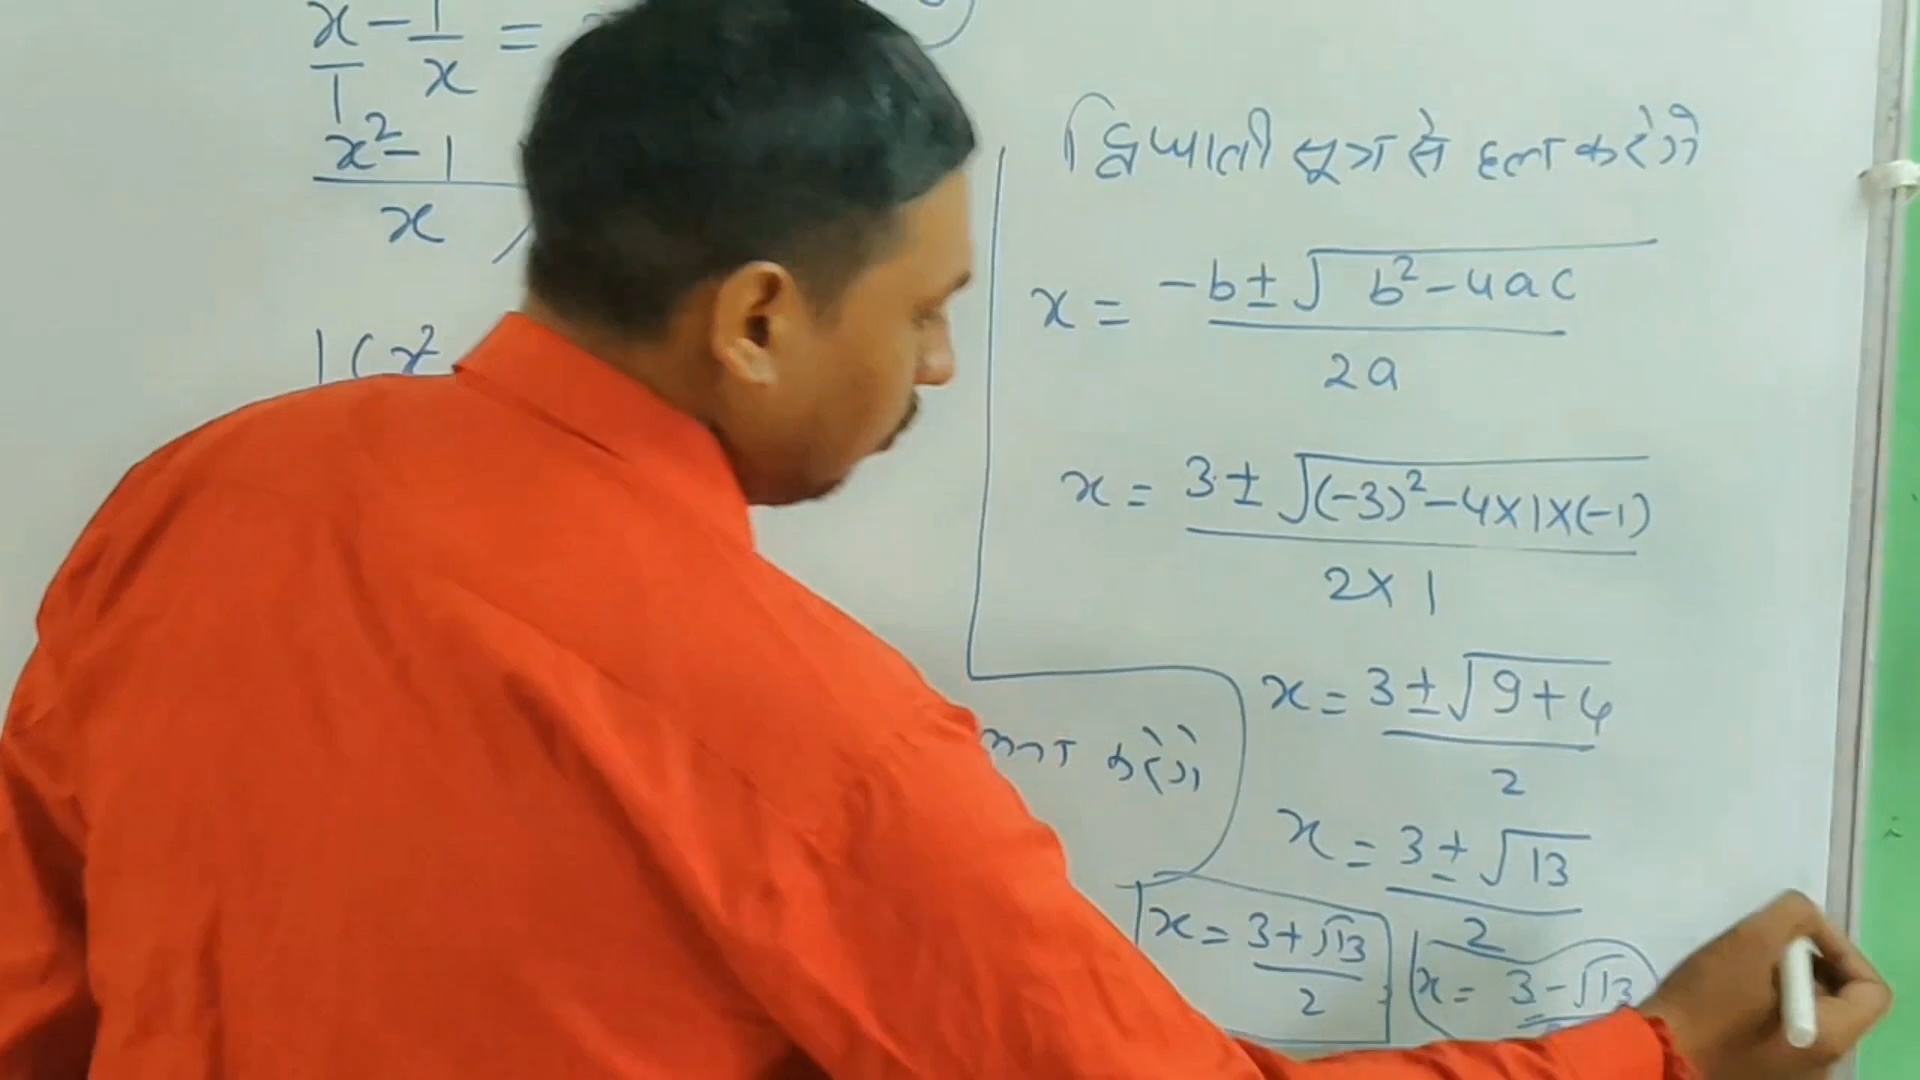 x/1 - 1/x =
x² - 1 / x
1(x²
द्विघाती सूत्र से हल करेंगे
x = -b ± √(b² - 4ac) / 2a
x = 3 ± √((-3)² - 4×1×(-1)) / 2×1
x = 3 ± √(9+4) / 2
करेंगे
x = 3 ± √13 / 2
x = 3 + √13 / 2
x = 3 - √13